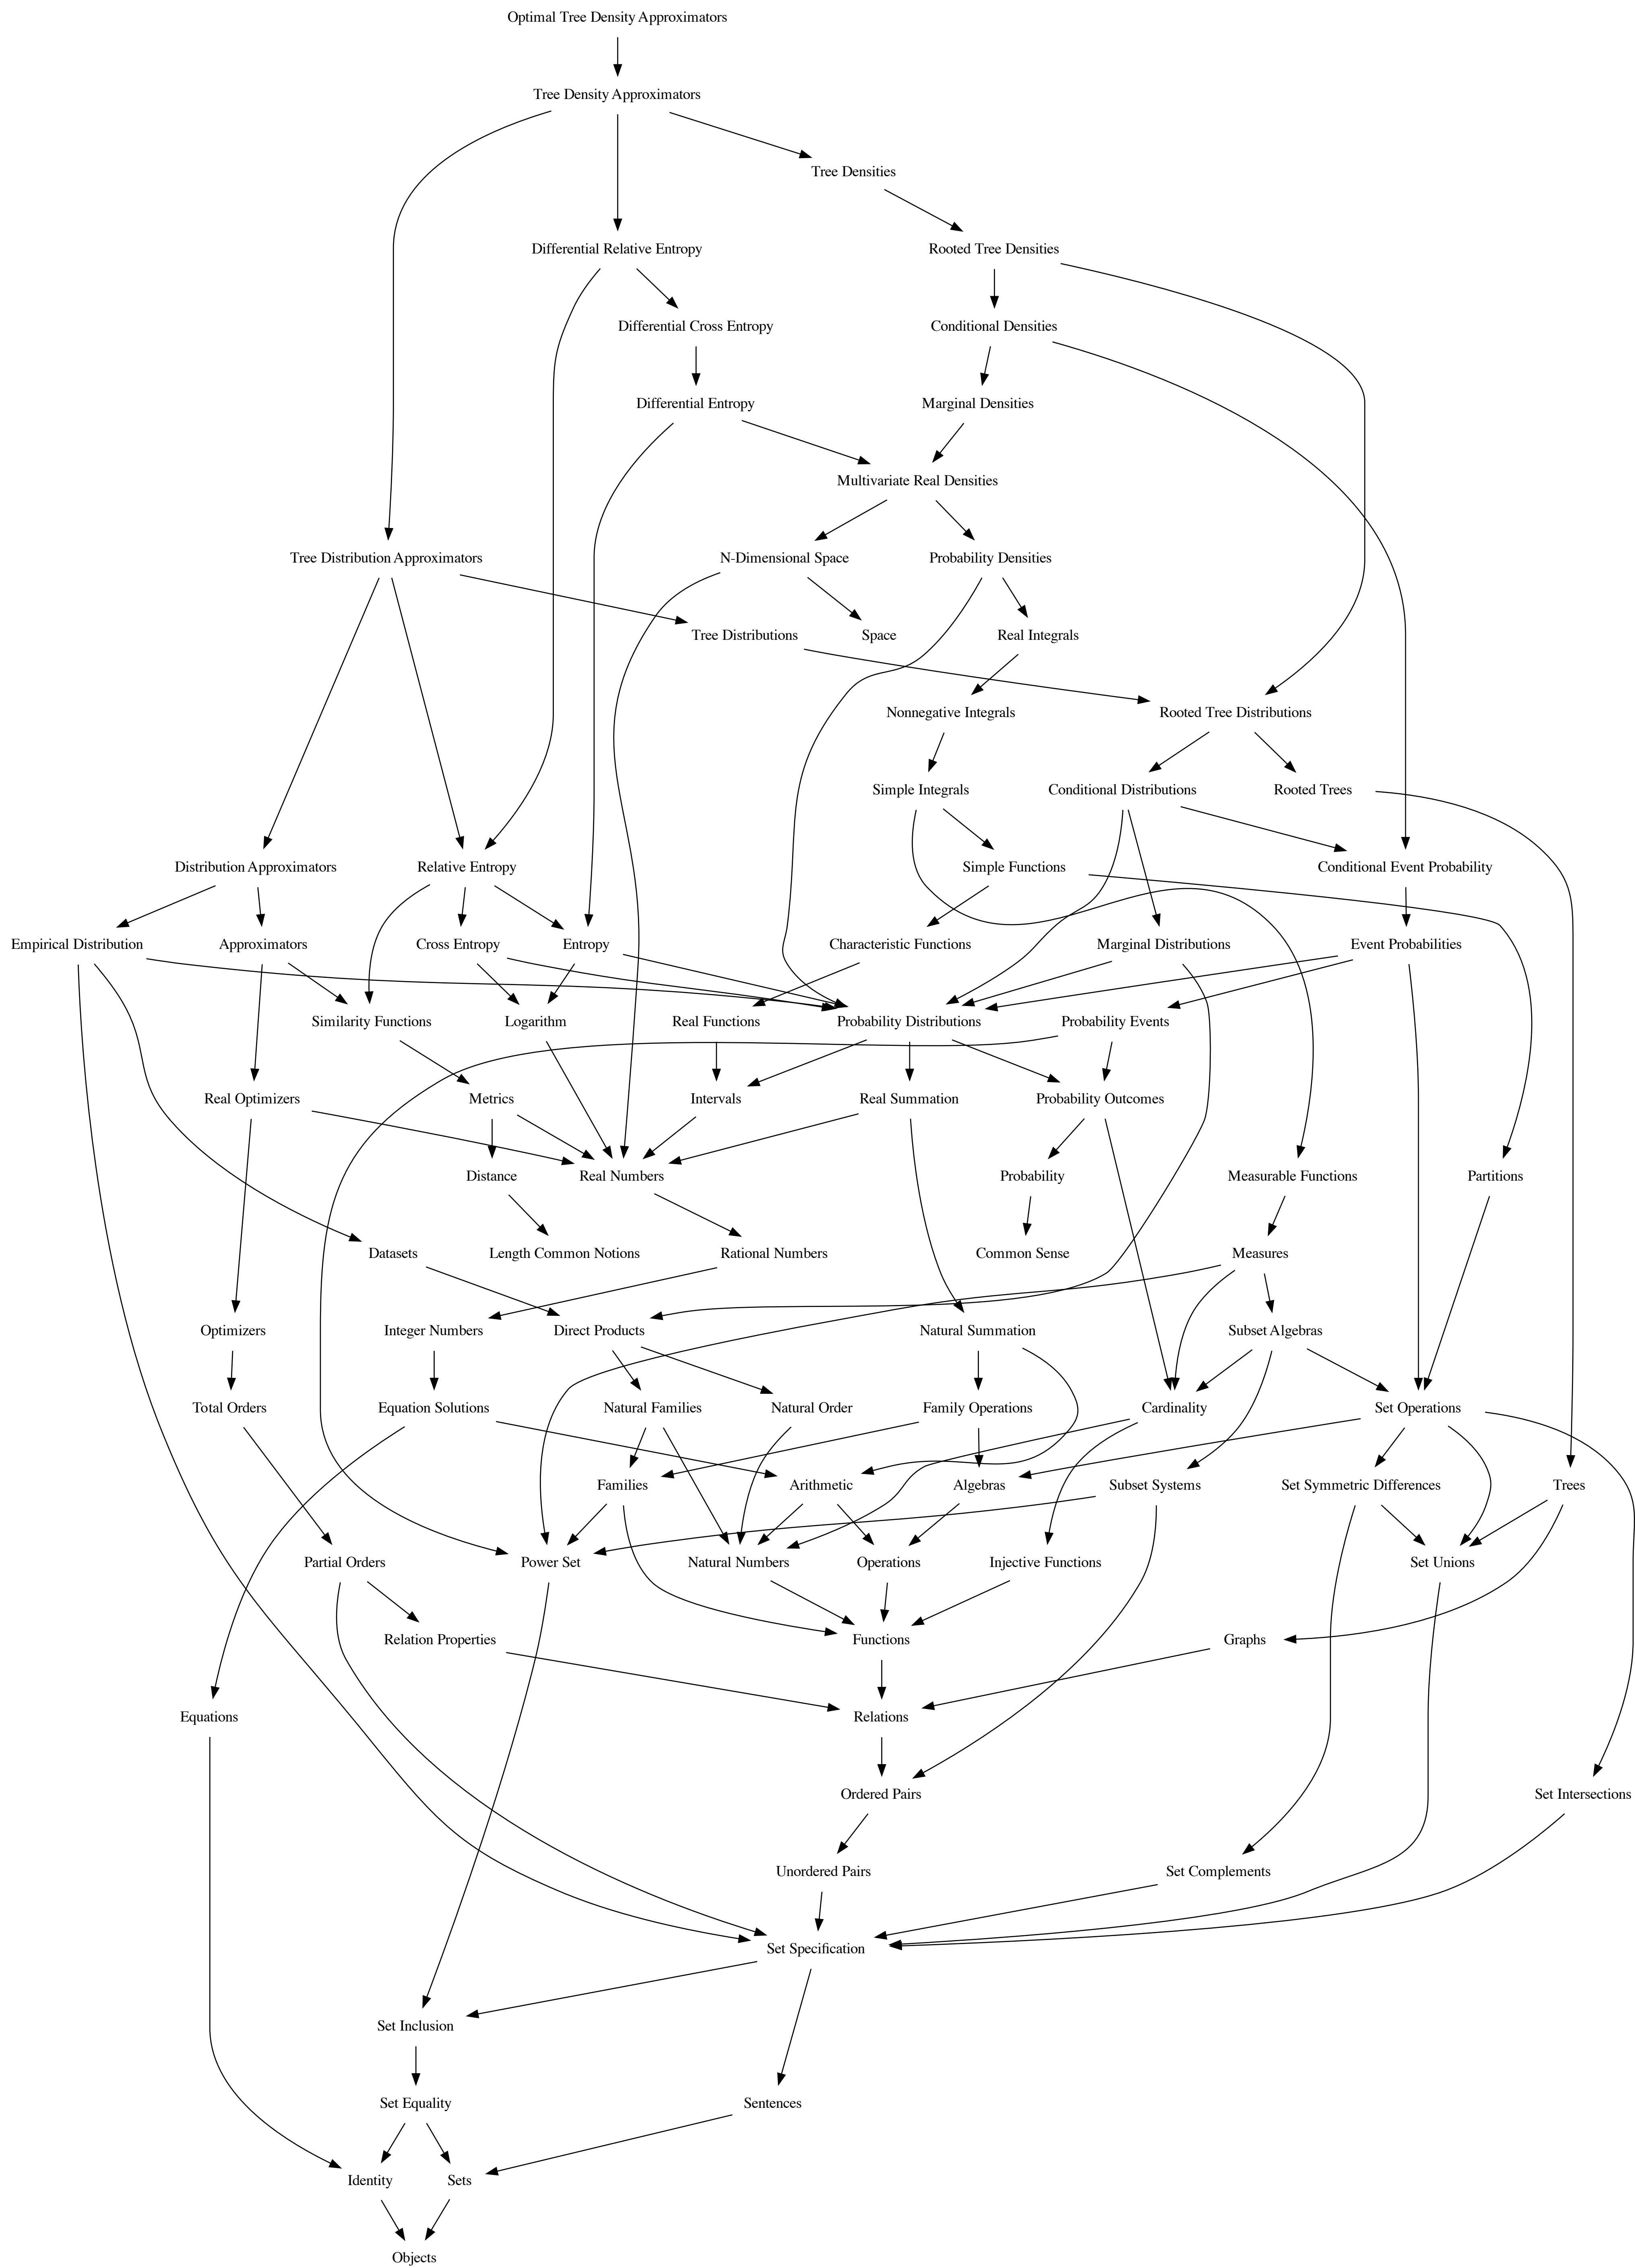 Optimal Tree Density Approximators
Tree Density Approximators
Tree Densities
Differential Relative Entropy
Rooted Tree Densities
Differential Cross Entropy
Conditional Densities
Differential Entropy
Marginal Densities
Multivariate Real Densities
Tree Distribution Approximators
N-Dimensional Space
Probability Densities
Tree Distributions
Space
Real Integrals
Nonnegative Integrals
Rooted Tree Distributions
Simple Integrals
Conditional Distributions
Rooted Trees
Distribution Approximators
Relative Entropy
Simple Functions
Conditional Event Probability
Empirical Distribution
Approximators
Cross Entropy
Entropy
Characteristic Functions
Marginal Distributions
Event Probabilities
Similarity Functions
Logarithm
Real Functions
Probability Distributions
Probability Events
Real Optimizers
Metrics
Intervals
Real Summation
Probability Outcomes
Distance
Real Numbers
Probability
Measurable Functions
Partitions
Datasets
Length Common Notions
Rational Numbers
Common Sense
Measures
Optimizers
Integer Numbers
Direct Products
Natural Summation
Subset Algebras
Total Orders
Equation Solutions
Natural Families
Natural Order
Family Operations
Cardinality
Set Operations
Families
Arithmetic
Algebras
Subset Systems
Set Symmetric Differences
Trees
Partial Orders
Power Set
Natural Numbers
Operations
Injective Functions
Set Unions
Relation Properties
Functions
Graphs
Equations
Relations
Ordered Pairs
Set Intersections
Unordered Pairs
Set Complements
Set Specification
Set Inclusion
Set Equality
Sentences
Identity
Sets
Objects